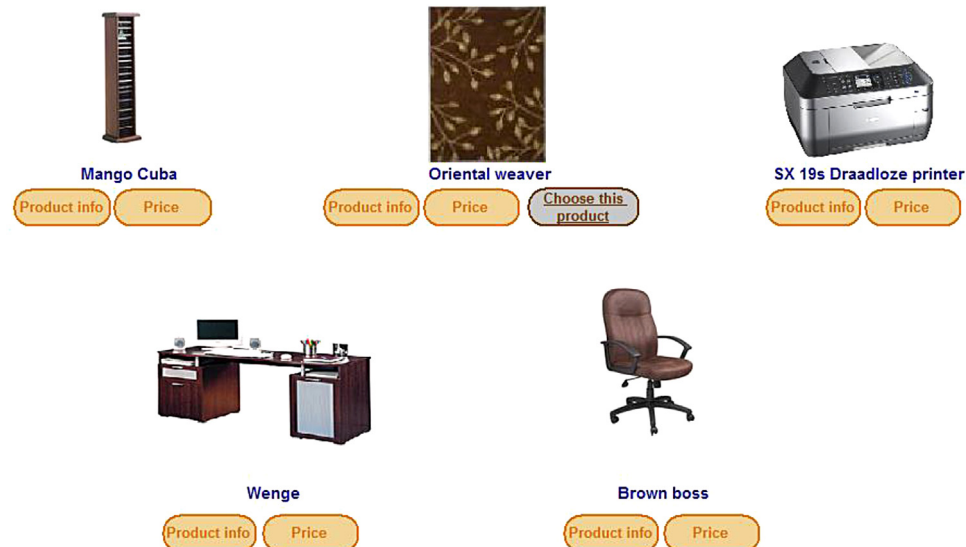 Mango Cuba
Oriental weaver
SX 19s Draadloze printer
Product info
Price
Product info
Price
Choose this
product
Product info
Price
Wenge
Brown boss
Product info
Price
Product info
Price